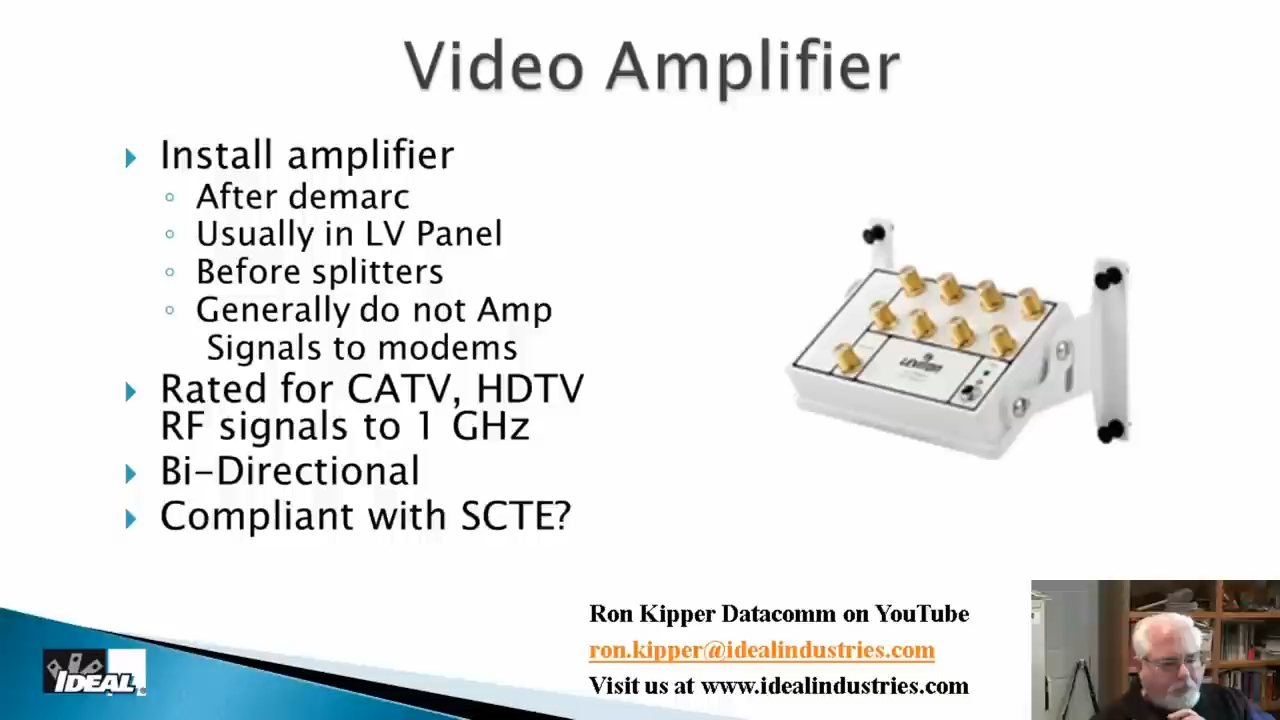 Video Amplifier
Install amplifier
After demarc
Usually in LV Panel
Before splitters
Generally do not Amp
Signals to modems
Rated for CATV, HDTV
RF signals to 1 GHz
Bi-Directional
Compliant with SCTE?
LEVITON
Ron Kipper Datacomm on YouTube
ron.kipper@idealindustries.com
Visit us at www.idealindustries.com
IDEAL